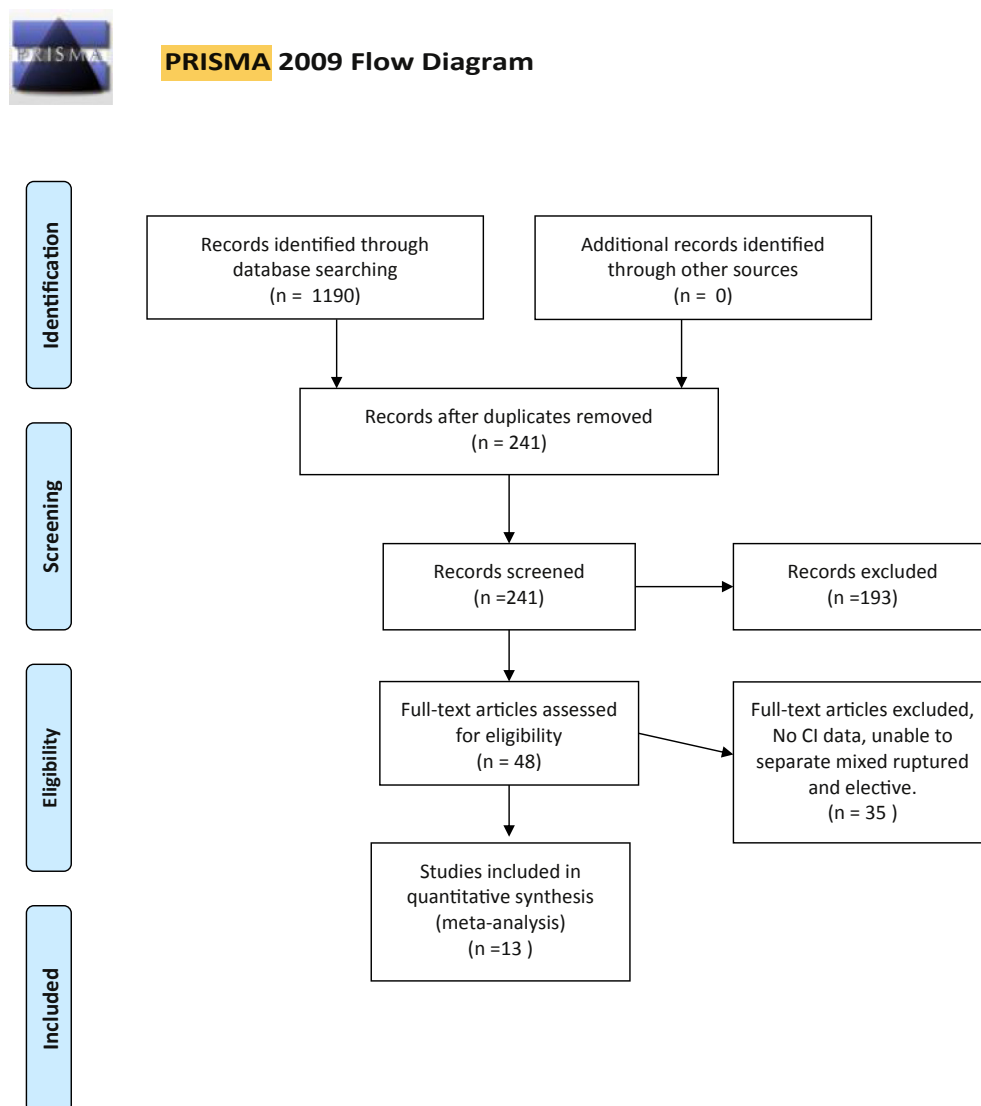 PRISMA
PRISMA 2009 Flow Diagram
Identification
Records identified through
database searching
(n = 1190)
Additional records identified
through other sources
(n = 0)
Records after duplicates removed
(n = 241)
Screening
Records screened
(n =241)
Records excluded
(n =193)
Eligibility
Full-text articles assessed
for eligibility
(n = 48)
Full-text articles excluded,
No CI data, unable to
separate mixed ruptured
and elective.
(n = 35 )
Studies included in
quantitative synthesis
(meta-analysis)
(n =13 )
Included